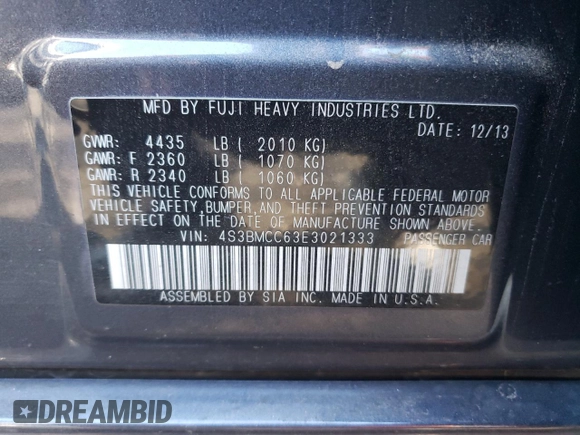 MFD BY FUJI HEAVY INDUSTRIES LTD.
DATE: 12/13
GVWR: 4435 LB ( 2010 KG)
GAWR: F 2360 LB ( 1070 KG)
GAWR: R 2340 LB ( 1060 KG)
THIS VEHICLE CONFORMS TO ALL APPLICABLE FEDERAL MOTOR
VEHICLE SAFETY, BUMPER, AND THEFT PREVENTION STANDARDS
IN EFFECT ON THE DATE OF MANUFACTURE SHOWN ABOVE.
VIN: 4S3BMCC63E3021333 PASSENGER CAR
ASSEMBLED BY SIA INC. MADE IN U.S.A.
DREAMBID